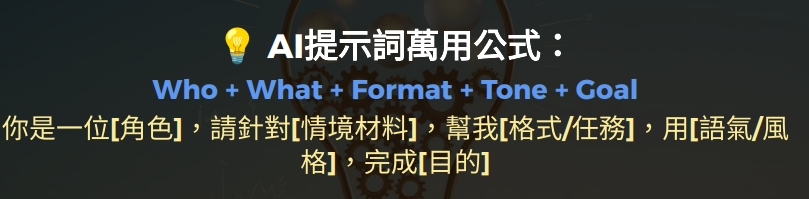 💡 AI提示詞萬用公式：
Who + What + Format + Tone + Goal
你是一位[角色]，請針對[情境材料]，幫我[格式/任務]，用[語氣/風
格]，完成[目的]